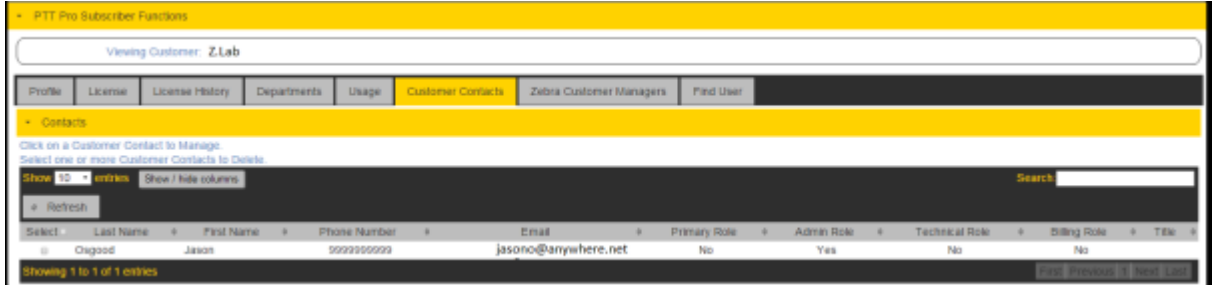 PTT Pro Subscriber Functions
Viewing Customer: Z.Lab
Profile License License History Departments Usage Customer Contacts Zebra Customer Managers Find User
Contacts
Click on a Customer Contact to Manage.
Select one or more Customer Contacts to Delete.
Show 10 entries Show / hide columns Search
Refresh
Select Last Name First Name Phone Number Email Primary Role Admin Role Technical Role Billing Role Title
Osgood Jason 9999999999 jasono@anywhere.net No Yes No No
Showing 1 to 1 of 1 entries First Previous 1 Next Last